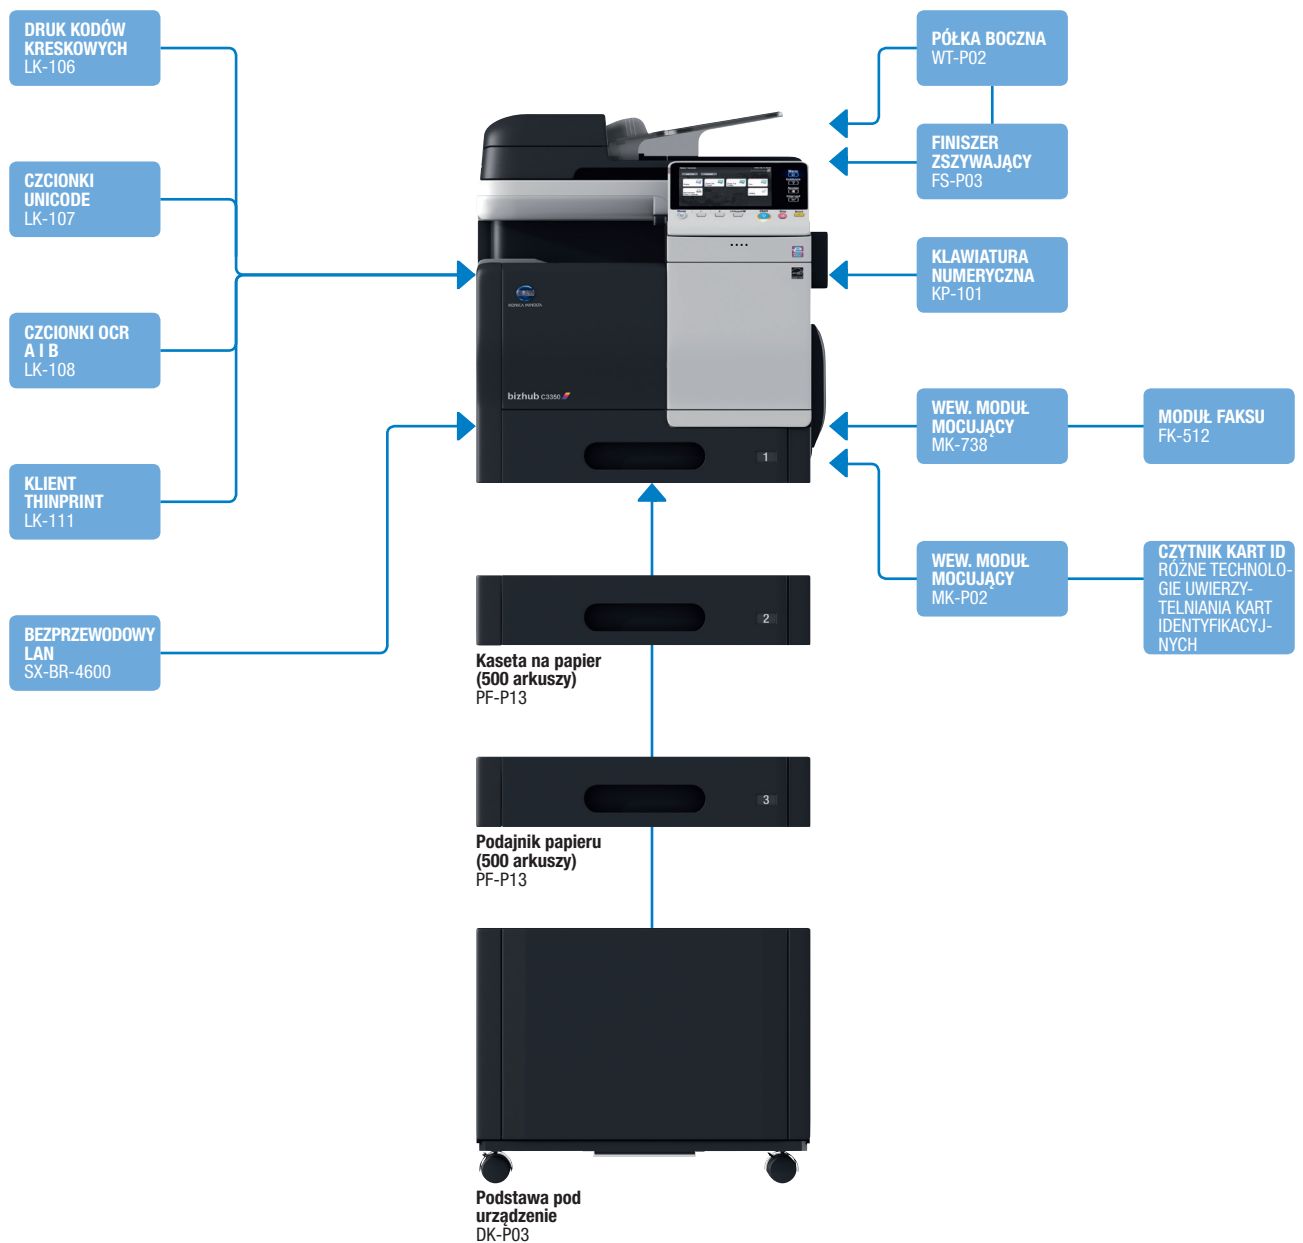 DRUK KODÓW
KRESKOWYCH
LK-106
CZCIONKI
UNICODE
LK-107
CZCIONKI OCR
A I B
LK-108
KLIENT
THINPRINT
LK-111
BEZPRZEWODOWY
LAN
SX-BR-4600
PÓŁKA BOCZNA
WT-P02
FINISZER
ZSZYWAJĄCY
FS-P03
KLAWIATURA
NUMERYCZNA
KP-101
WEW. MODUŁ
MOCUJĄCY
MK-738
MODUŁ FAKSU
FK-512
WEW. MODUŁ
MOCUJĄCY
MK-P02
CZYTNIK KART ID
RÓŻNE TECHNOLO-
GIE UWIERZY-
TELNIANIA KART
IDENTYFIKACYJ-
NYCH
KONICA MINOLTA
bizhub C3350
1
2
Kaseta na papier
(500 arkuszy)
PF-P13
3
Podajnik papieru
(500 arkuszy)
PF-P13
Podstawa pod
urządzenie
DK-P03